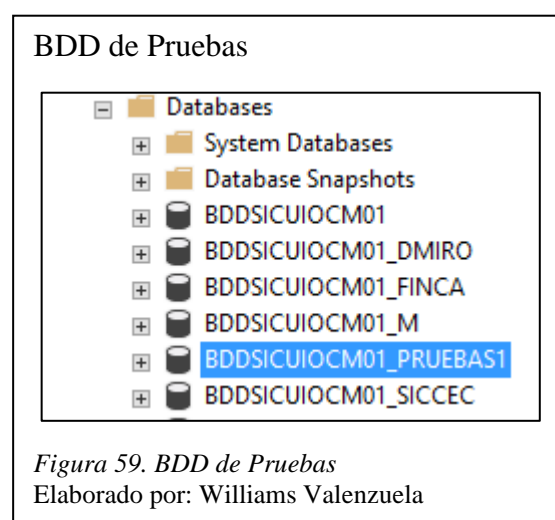 BDD de Pruebas
Databases
System Databases
Database Snapshots
BDDSICUIOCM01
BDDSICUIOCM01_DMIRO
BDDSICUIOCM01_FINCA
BDDSICUIOCM01_M
BDDSICUIOCM01_PRUEBAS1
BDDSICUIOCM01_SICCEC
Figura 59. BDD de Pruebas
Elaborado por: Williams Valenzuela